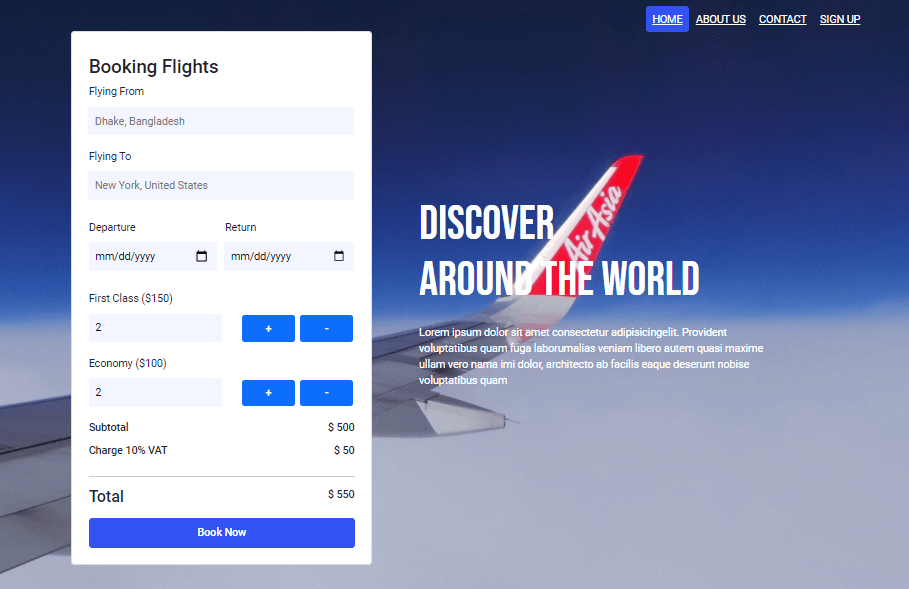 HOME ABOUT US CONTACT SIGN UP
Booking Flights
Flying From
Dhake, Bangladesh
Flying To
New York, United States
Departure Return
mm/dd/yyyy mm/dd/yyyy
First Class ($150)
2 + -
Economy ($100)
2 + -
Subtotal $ 500
Charge 10% VAT $ 50
Total $ 550
Book Now
AirAsia
DISCOVER
AROUND THE WORLD
Lorem ipsum dolor sit amet consectetur adipisicingelit. Provident
voluptatibus quam fuga laborumalias veniam libero autem quasi maxime
ullam vero nama imi dolor, architecto ab facilis eaque deserunt nobise
voluptatibus quam